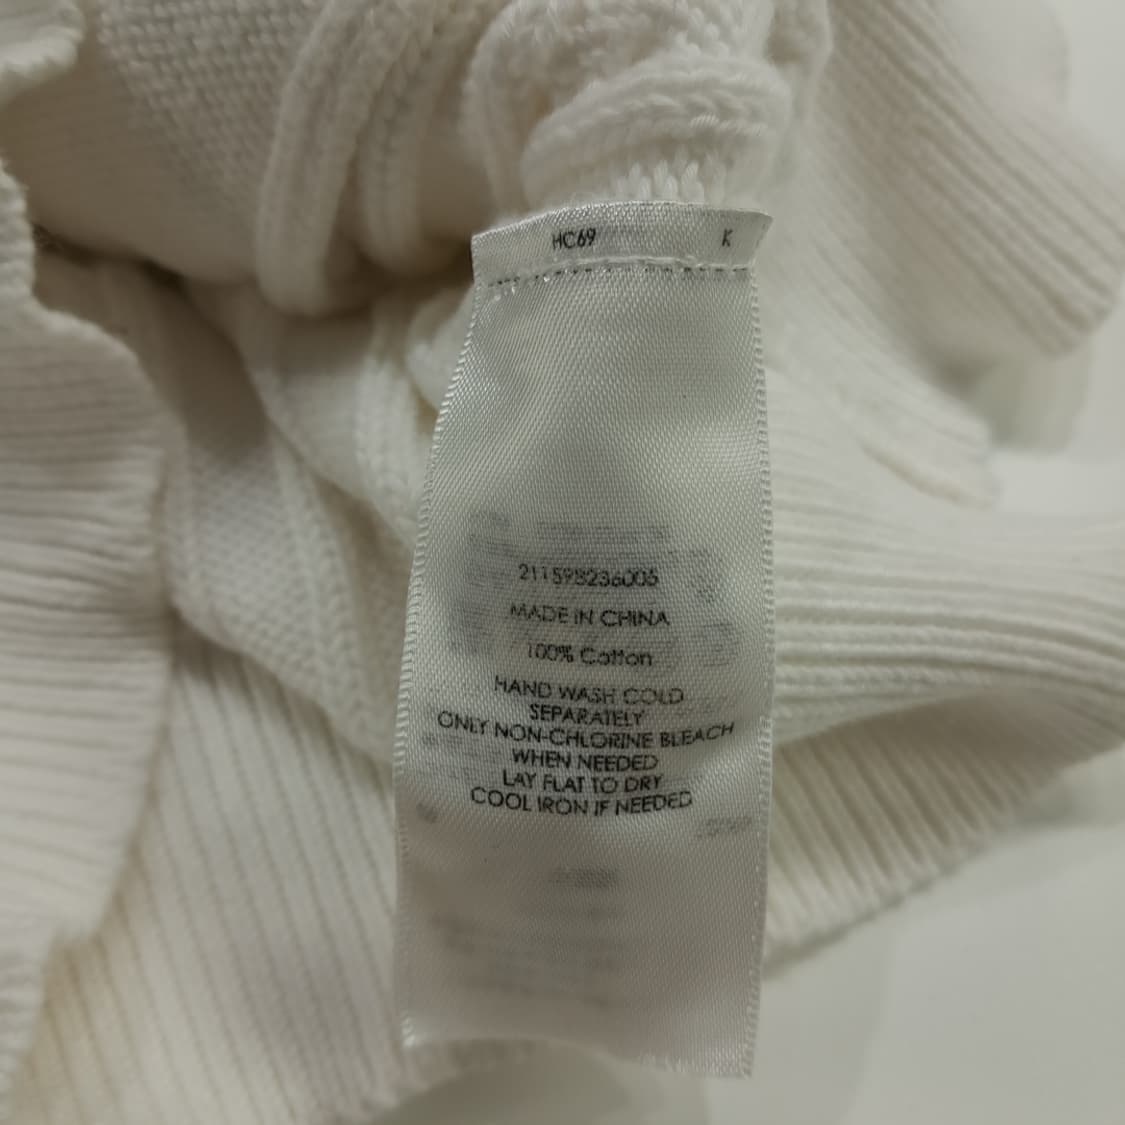 HC69 K
211598236005
MADE IN CHINA
100% Cotton
HAND WASH COLD
SEPARATELY
ONLY NON-CHLORINE BLEACH
WHEN NEEDED
LAY FLAT TO DRY
COOL IRON IF NEEDED